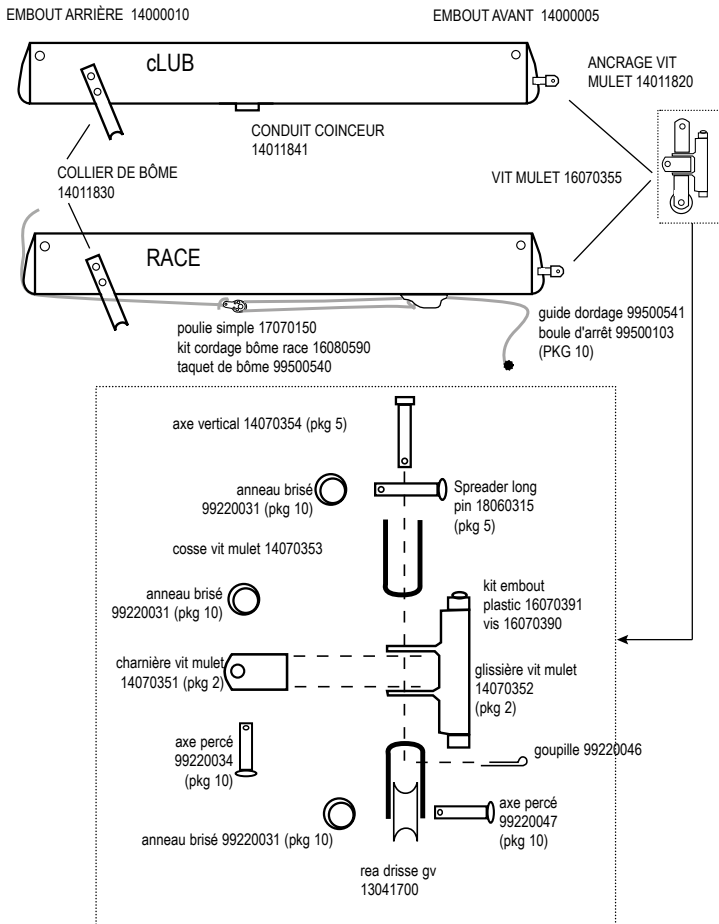 EMBOUT ARRIÈRE 14000010
EMBOUT AVANT 14000005
cLUB
ANCRAGE VIT
MULET 14011820
CONDUIT COINCEUR
14011841
COLLIER DE BÔME
14011830
VIT MULET 16070355
RACE
poulie simple 17070150
kit cordage bôme race 16080590
taquet de bôme 99500540
guide dordage 99500541
boule d'arrêt 99500103
(PKG 10)
axe vertical 14070354 (pkg 5)
anneau brisé
99220031 (pkg 10)
Spreader long
pin 18060315
(pkg 5)
cosse vit mulet 14070353
anneau brisé
99220031 (pkg 10)
kit embout
plastic 16070391
vis 16070390
charnière vit mulet
14070351 (pkg 2)
glissière vit mulet
14070352
(pkg 2)
axe percé
99220034
(pkg 10)
goupille 99220046
anneau brisé 99220031 (pkg 10)
axe percé
99220047
(pkg 10)
rea drisse gv
13041700